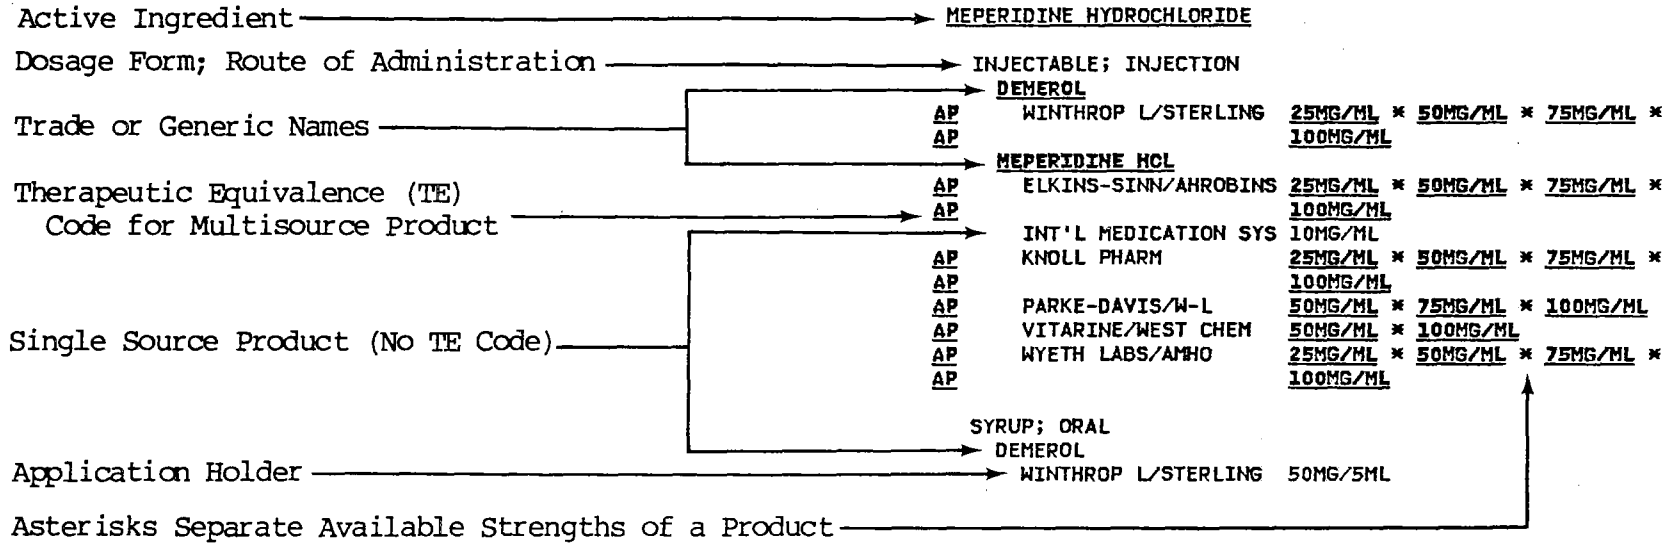 Active Ingredient MEPERIDINE HYDROCHLORIDE
Dosage Form; Route of Administration INJECTABLE; INJECTION
DEMEROL
Trade or Generic Names AP WINTHROP L/STERLING 25MG/ML * 50MG/ML * 75MG/ML *
AP 100MG/ML
MEPERIDINE HCL
Therapeutic Equivalence (TE) AP ELKINS-SINN/AHROBINS 25MG/ML * 50MG/ML * 75MG/ML *
Code for Multisource Product AP 100MG/ML
INT'L MEDICATION SYS 10MG/ML
AP KNOLL PHARM 25MG/ML * 50MG/ML * 75MG/ML *
AP 100MG/ML
AP PARKE-DAVIS/W-L 50MG/ML * 75MG/ML * 100MG/ML
AP VITARINE/WEST CHEM 50MG/ML * 100MG/ML
Single Source Product (No TE Code) AP WYETH LABS/AMHO 25MG/ML * 50MG/ML * 75MG/ML *
AP 100MG/ML
SYRUP; ORAL
DEMEROL
Application Holder WINTHROP L/STERLING 50MG/5ML
Asterisks Separate Available Strengths of a Product